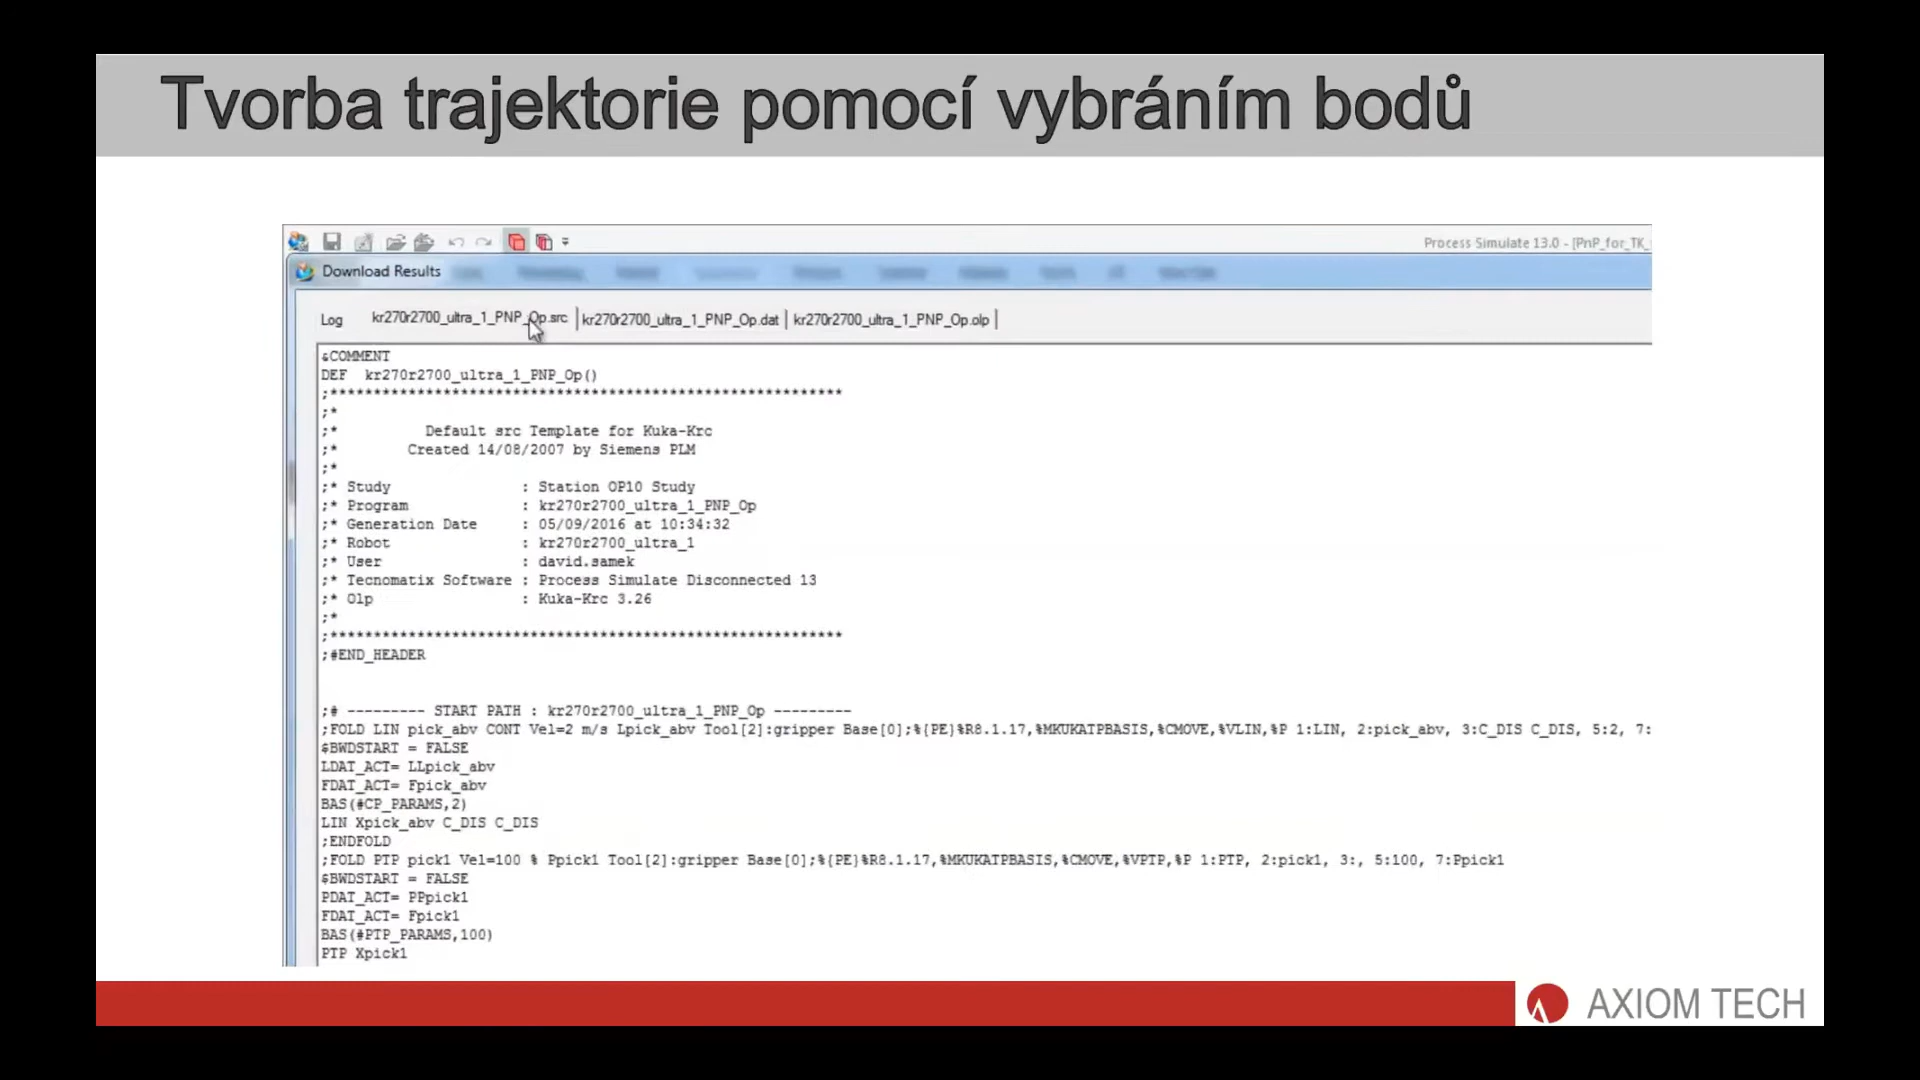 Tvorba trajektorie pomocí vybráním bodů
Process Simulate 13.0 - [PnP_for_TK_
Download Results
Log kr270r2700_ultra_1_PNP_Op.src kr270r2700_ultra_1_PNP_Op.dat kr270r2700_ultra_1_PNP_Op.olp
&COMMENT
DEF kr270r2700_ultra_1_PNP_Op()
;***********************************************************
;*
;* Default src Template for Kuka-Krc
;* Created 14/08/2007 by Siemens PLM
;*
;* Study : Station OP10 Study
;* Program : kr270r2700_ultra_1_PNP_Op
;* Generation Date : 05/09/2016 at 10:34:32
;* Robot : kr270r2700_ultra_1
;* User : david.samek
;* Tecnomatix Software : Process Simulate Disconnected 13
;* Olp : Kuka-Krc 3.26
;*
;***********************************************************
;#END_HEADER
;# --------- START PATH : kr270r2700_ultra_1_PNP_Op ---------
;FOLD LIN pick_abv CONT Vel=2 m/s Lpick_abv Tool[2]:gripper Base[0];%{PE}%R8.1.17,%MKUKATPBASIS,%CMOVE,%VLIN,%P 1:LIN, 2:pick_abv, 3:C_DIS C_DIS, 5:2, 7:
$BWDSTART = FALSE
LDAT_ACT= LLpick_abv
FDAT_ACT= Fpick_abv
BAS(#CP_PARAMS,2)
LIN Xpick_abv C_DIS C_DIS
;ENDFOLD
;FOLD PTP pick1 Vel=100 % Ppick1 Tool[2]:gripper Base[0];%{PE}%R8.1.17,%MKUKATPBASIS,%CMOVE,%VPTP,%P 1:PTP, 2:pick1, 3:, 5:100, 7:Ppick1
$BWDSTART = FALSE
PDAT_ACT= PPpick1
FDAT_ACT= Fpick1
BAS(#PTP_PARAMS,100)
PTP Xpick1
AXIOM TECH